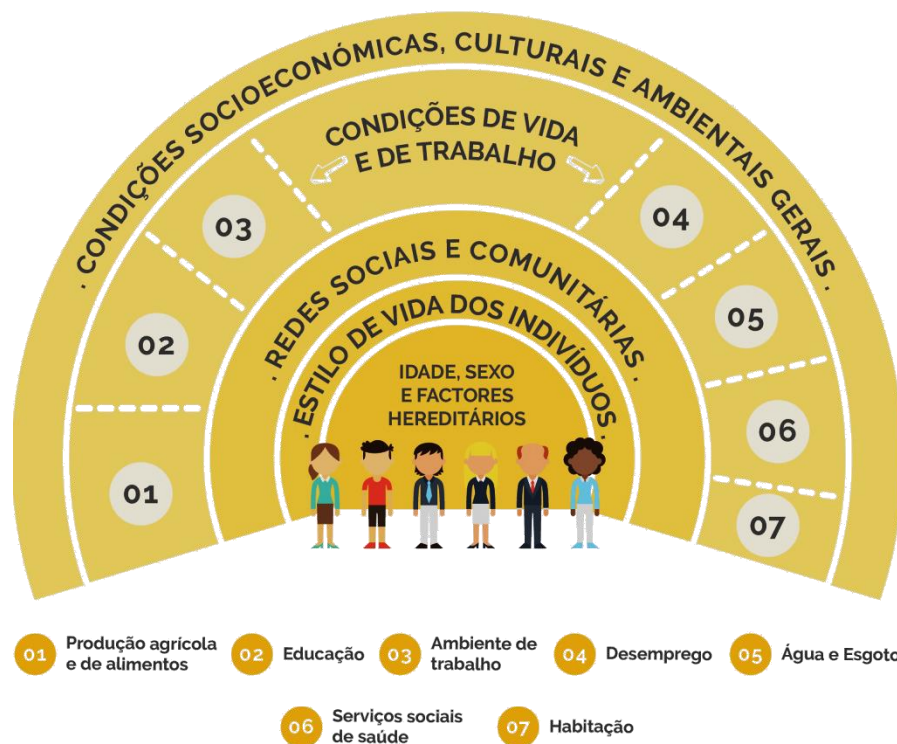 · CONDIÇÕES SOCIOECONÓMICAS, CULTURAIS E AMBIENTAIS GERAIS ·
CONDIÇÕES DE VIDA
E DE TRABALHO
03
04
02
05
01
06
07
· REDES SOCIAIS E COMUNITÁRIAS ·
· ESTILO DE VIDA DOS INDIVÍDUOS ·
IDADE, SEXO
E FACTORES
HEREDITÁRIOS
01 Produção agrícola
e de alimentos
02 Educação
03 Ambiente de
trabalho
04 Desemprego
05 Água e Esgoto
06 Serviços sociais
de saúde
07 Habitação